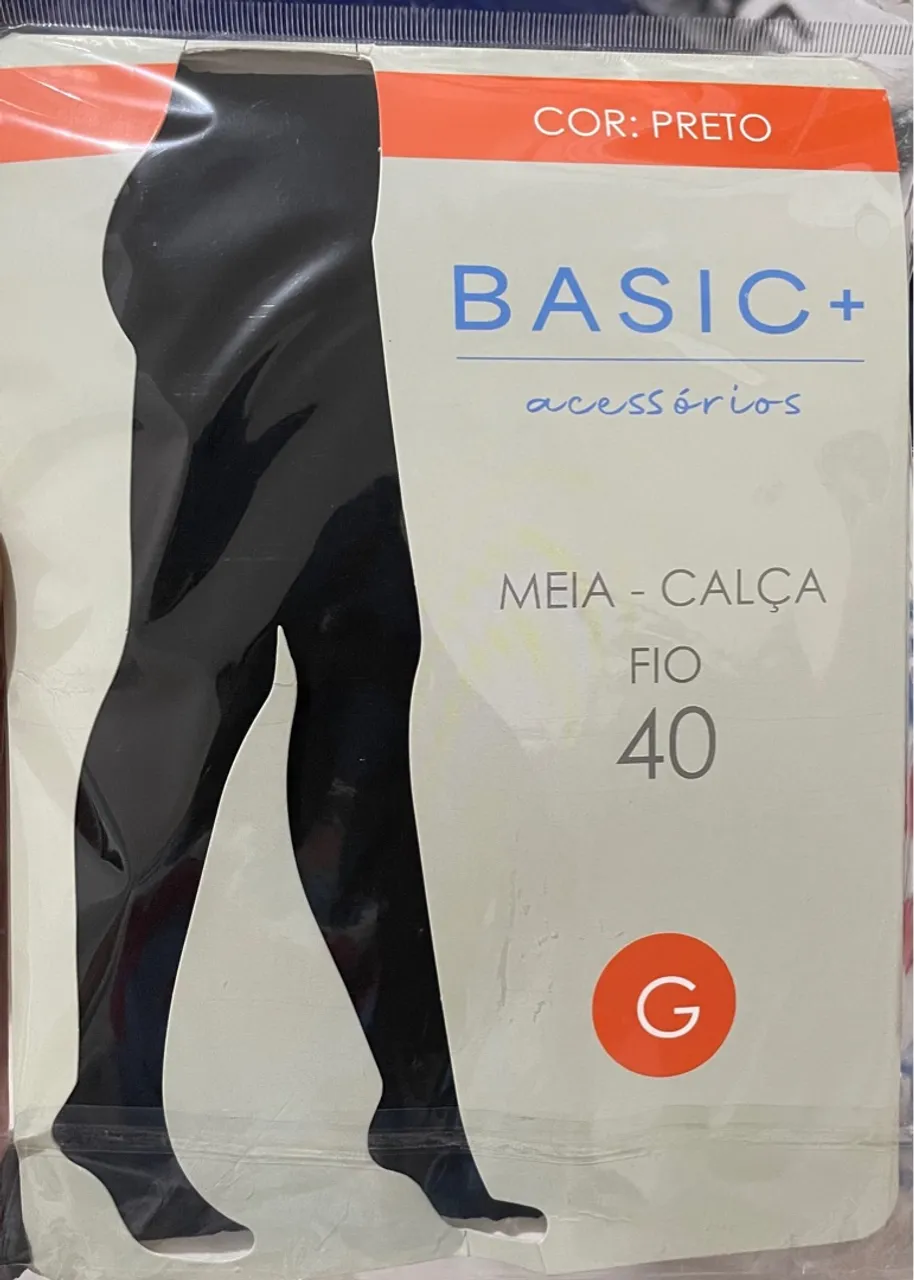 COR: PRETO
BASIC+
acessórios
MEIA - CALÇA
FIO
40
G